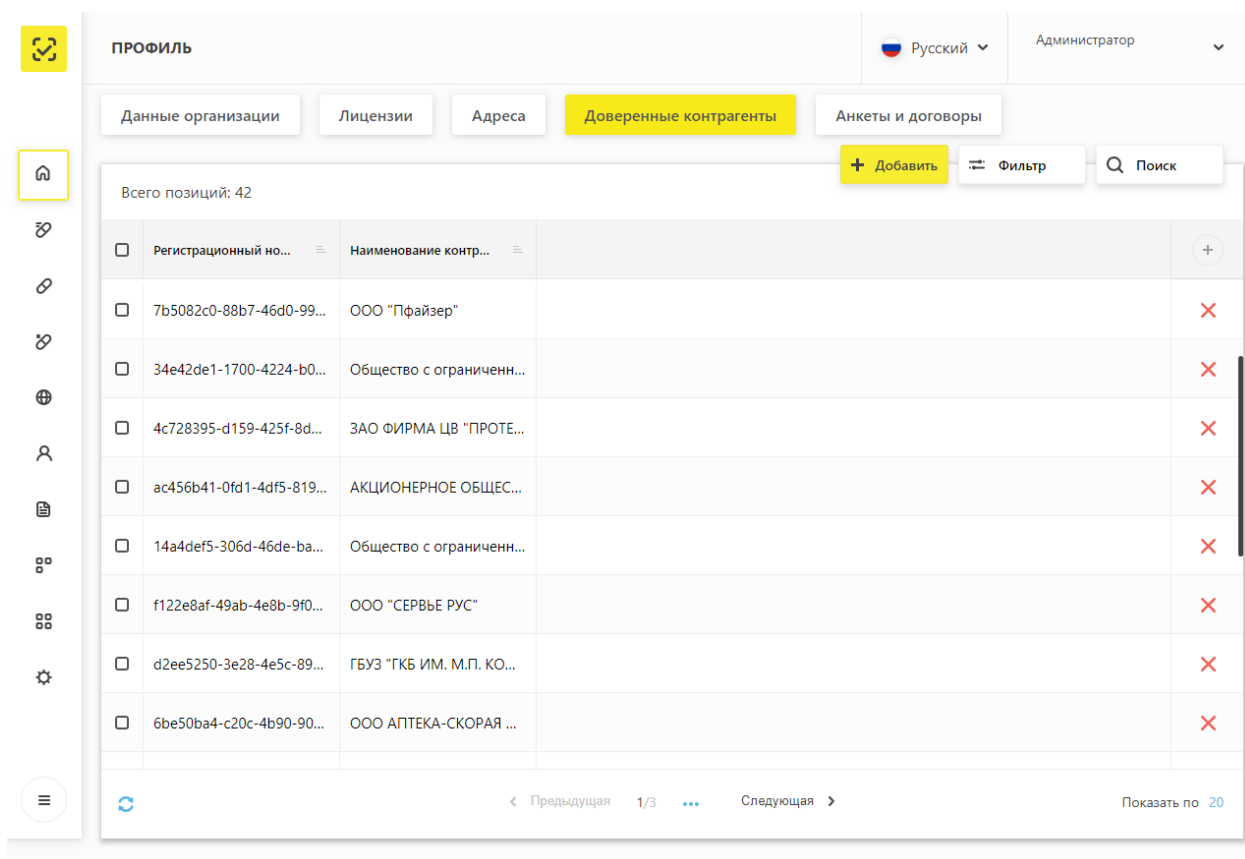 ПРОФИЛЬ
Русский
Администратор
Данные организации
Лицензии
Адреса
Доверенные контрагенты
Анкеты и договоры
Добавить
Фильтр
Поиск
Всего позиций: 42
Регистрационный но... Наименование контр...
7b5082c0-88b7-46d0-99... ООО "Пфайзер"
34e42de1-1700-4224-b0... Общество с ограниченн...
4c728395-d159-425f-8d... ЗАО ФИРМА ЦВ "ПРОТЕ...
ac456b41-0fd1-4df5-819... АКЦИОНЕРНОЕ ОБЩЕС...
14a4def5-306d-46de-ba... Общество с ограниченн...
f122e8af-49ab-4e8b-9f0... ООО "СЕРВЬЕ РУС"
d2ee5250-3e28-4e5c-89... ГБУЗ "ГКБ ИМ. М.П. КО...
6be50ba4-c20c-4b90-90... ООО АПТЕКА-СКОРАЯ ...
Предыдущая 1/3 ... Следующая
Показать по 20